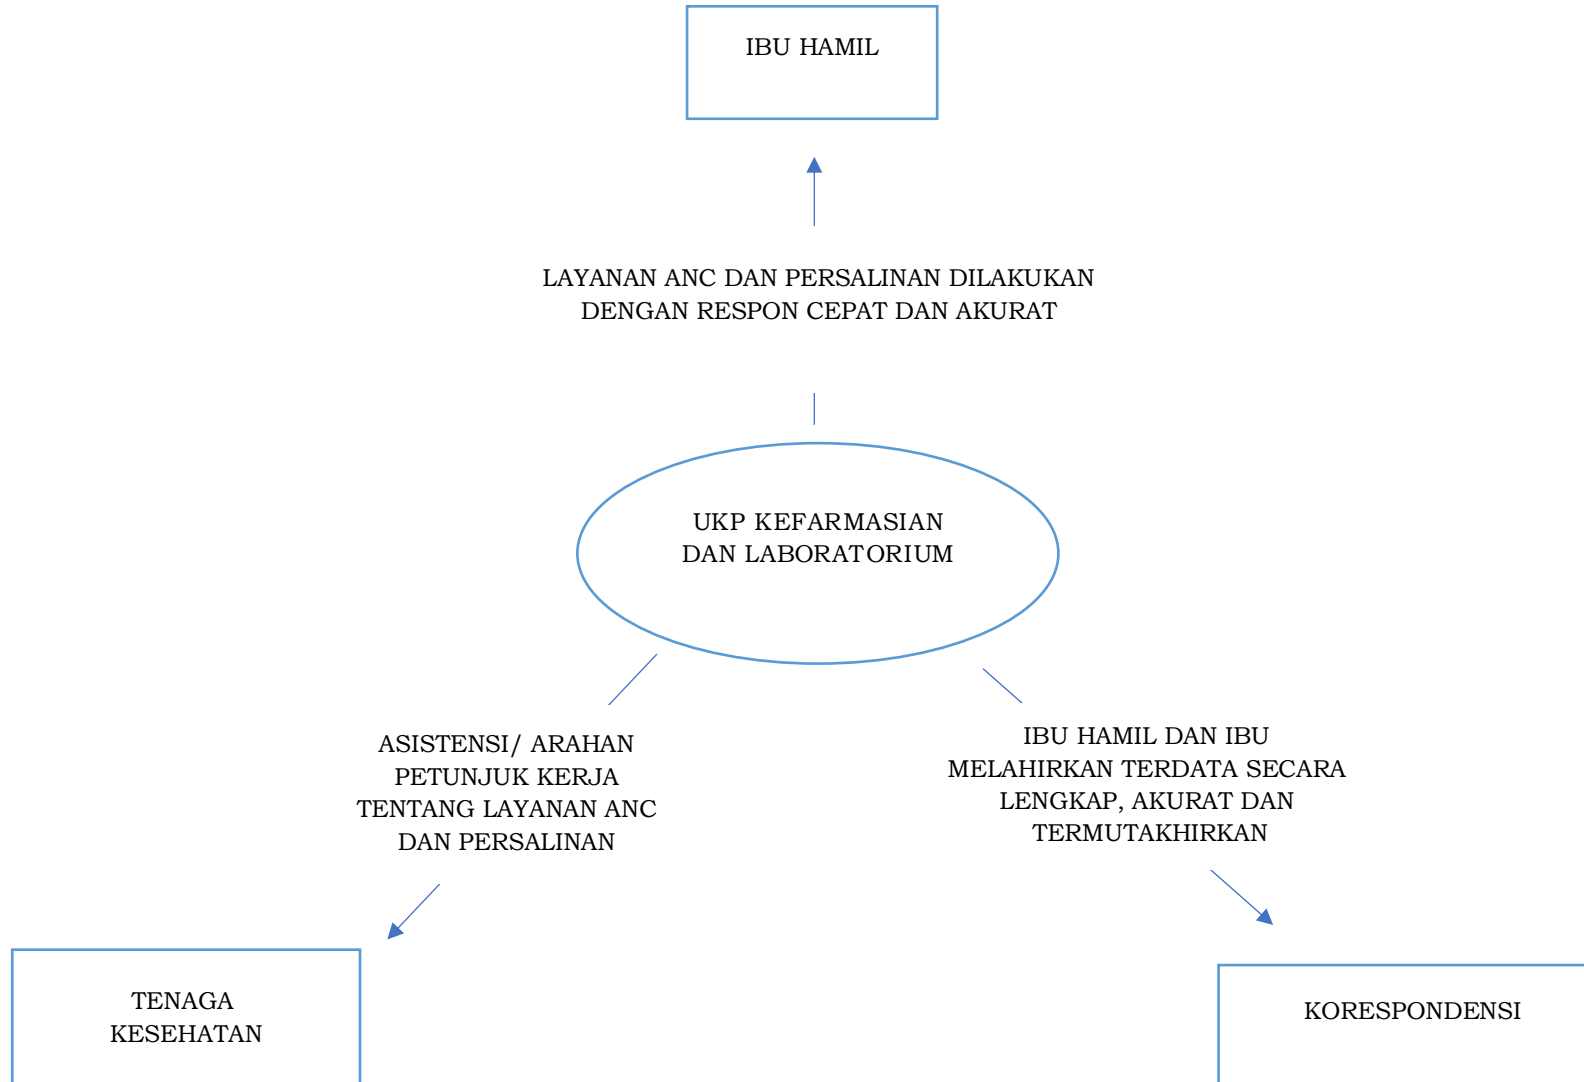 IBU HAMIL
LAYANAN ANC DAN PERSALINAN DILAKUKAN
DENGAN RESPON CEPAT DAN AKURAT
UKP KEFARMASIAN
DAN LABORATORIUM
ASISTENSI/ ARAHAN
PETUNJUK KERJA
TENTANG LAYANAN ANC
DAN PERSALINAN
IBU HAMIL DAN IBU
MELAHIRKAN TERDATA SECARA
LENGKAP, AKURAT DAN
TERMUTAKHIRKAN
TENAGA
KESEHATAN
KORESPONDENSI